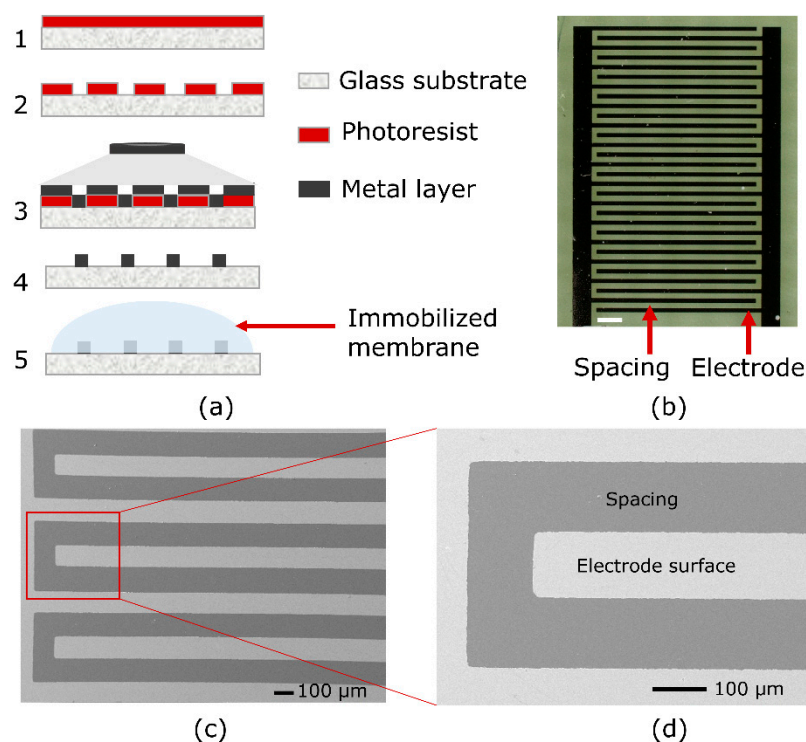 1
2
3
4
5
Glass substrate
Photoresist
Metal layer
Immobilized
membrane
(a)
Spacing
Electrode
(b)
100 µm
(c)
Spacing
Electrode surface
100 µm
(d)